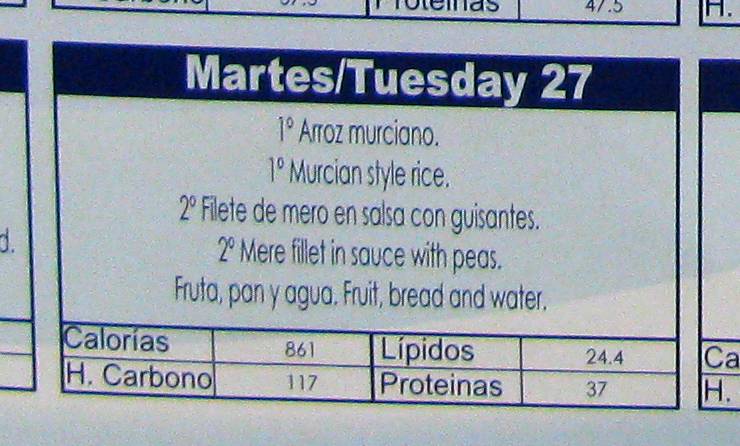 Proteinas 47.5 H.
Martes/Tuesday 27
1º Arroz murciano.
1º Murcian style rice.
2º Filete de mero en salsa con guisantes.
d.
2º Mere fillet in sauce with peas.
Fruta, pan y agua. Fruit, bread and water.
Calorías 861 Lípidos 24.4 Ca
H. Carbono 117 Proteinas 37 H.